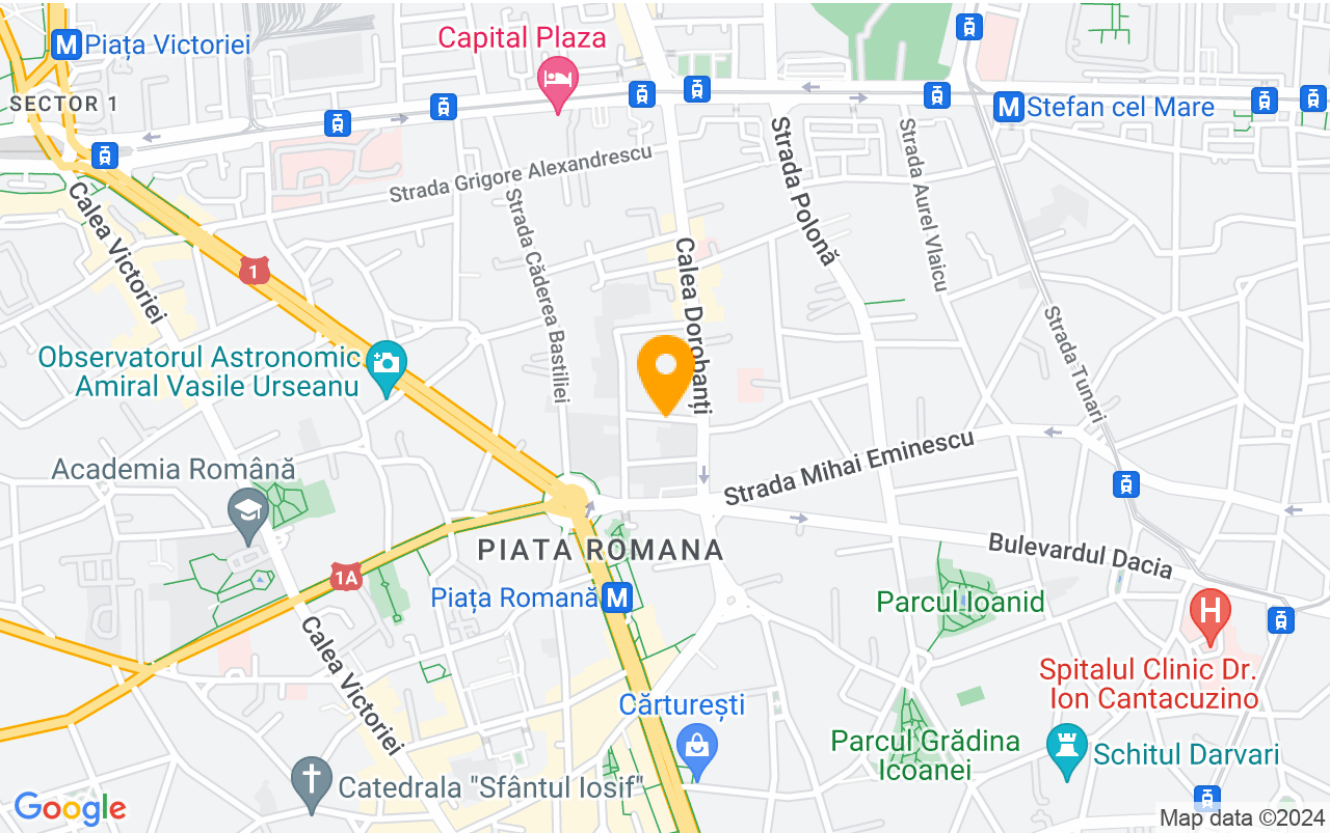 Capital Plaza
M Piața Victoriei
SECTOR 1
M Stefan cel Mare
Strada Grigore Alexandrescu
Strada Polonă
Strada Aurel Vlaicu
Calea Victoriei
Strada Căderea Bastiliei
Calea Dorobanți
1
Strada Tunari
Observatorul Astronomic
Amiral Vasile Urseanu
Academia Română
Strada Mihai Eminescu
PIATA ROMANA
Bulevardul Dacia
1A
Piața Romană M
Parcul Ioanid
H
Calea Victoriei
Spitalul Clinic Dr.
Ion Cantacuzino
Cărturești
Parcul Grădina
Icoanei
Schitul Darvari
Catedrala "Sfântul Iosif"
Google
Map data ©2024